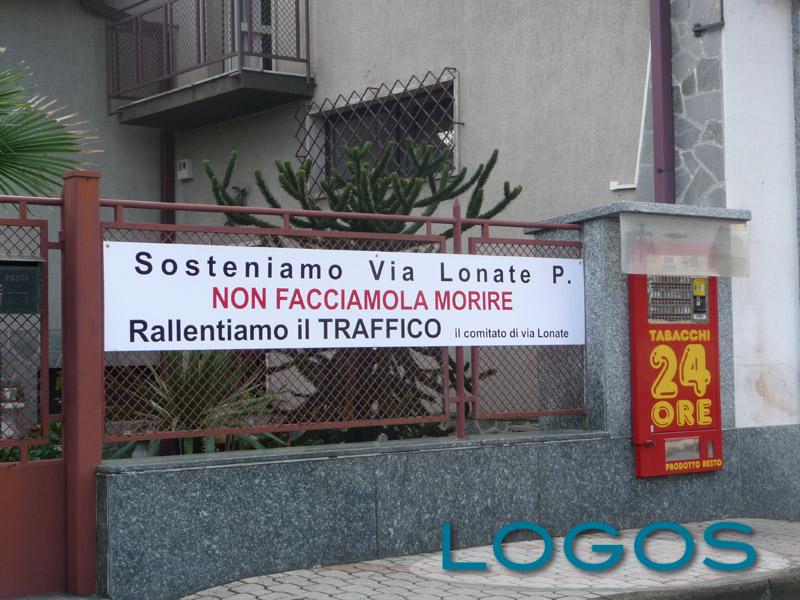 Sosteniamo Via Lonate P.
NON FACCIAMOLA MORIRE
Rallentiamo il TRAFFICO il comitato di via Lonate
POSTA
TABACCHI
24
ORE
PRODOTTO RESTO
LOGOS